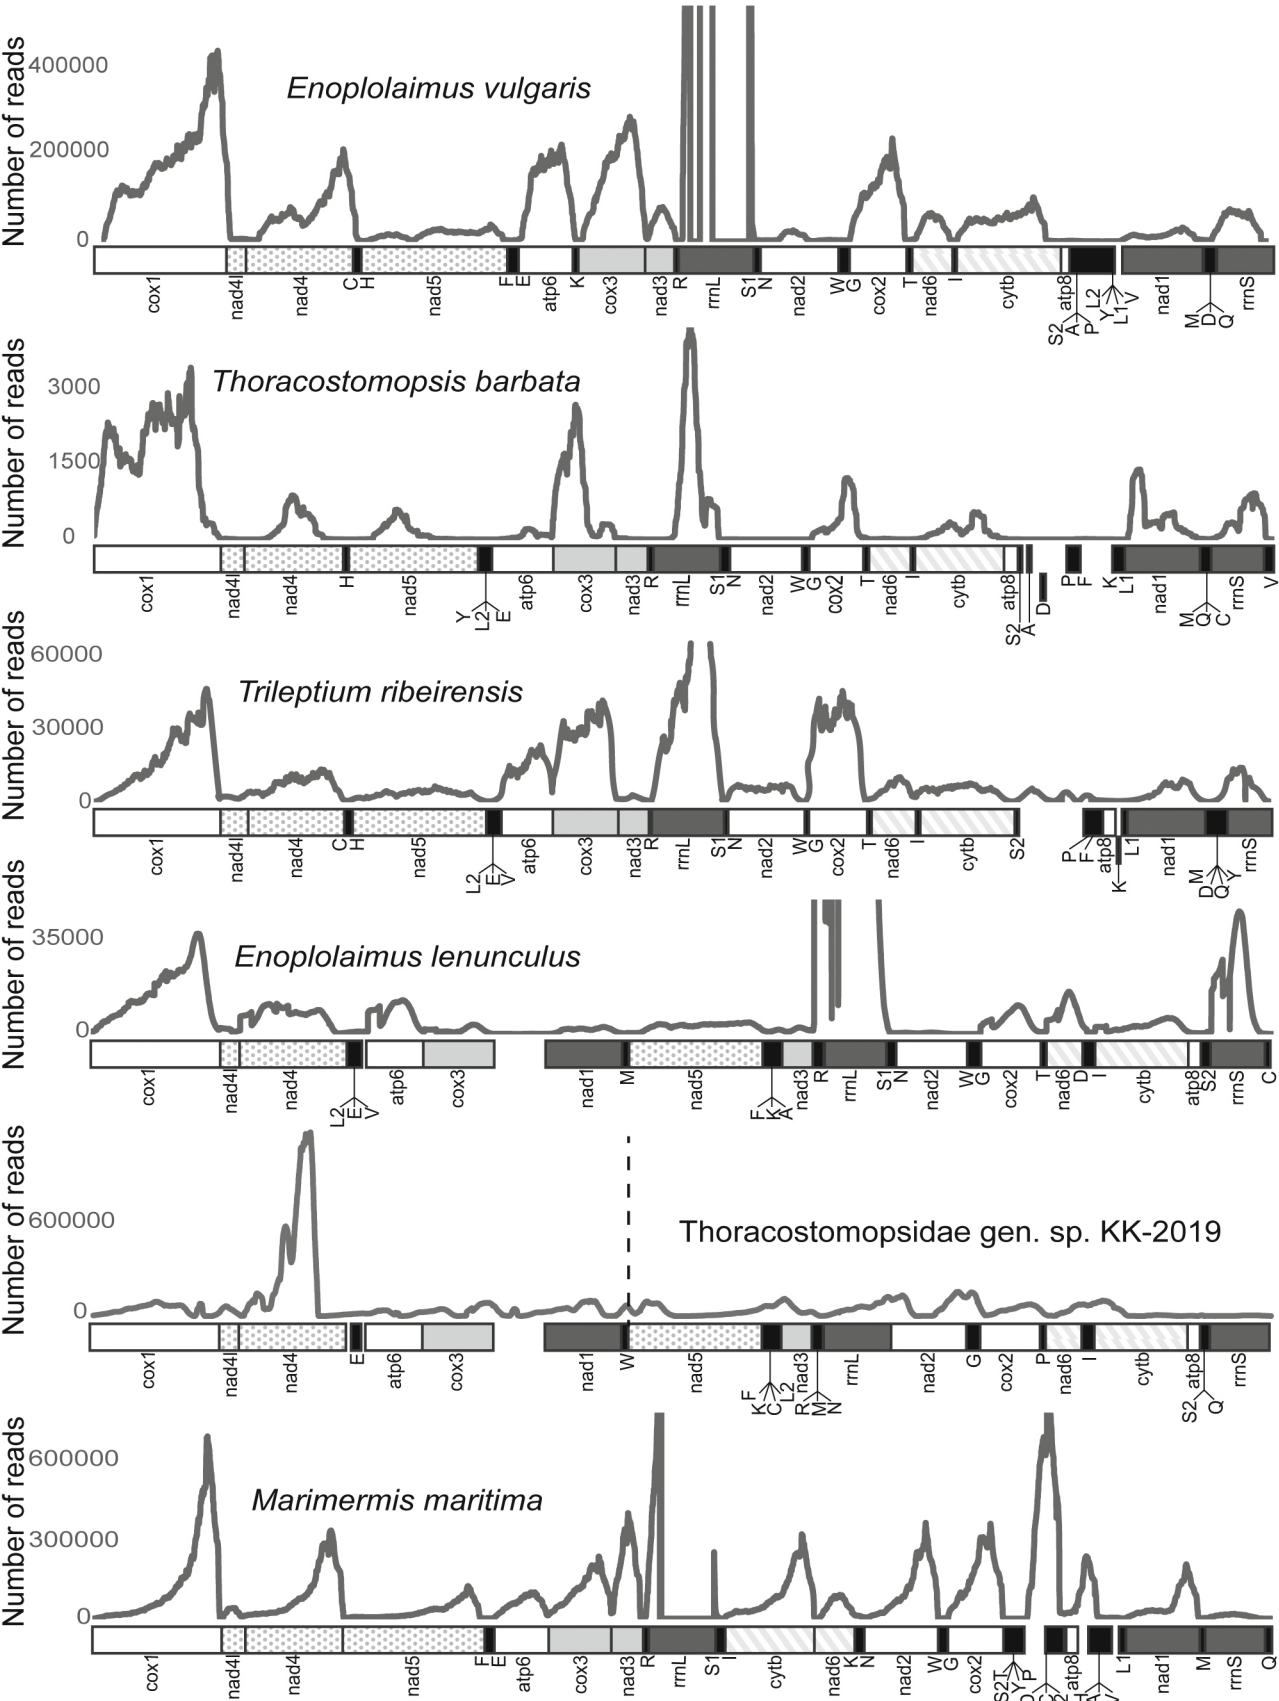 Number of reads
400000
200000
0
Enoplolaimus vulgaris
cox1
nad4l
nad4
C
H
nad5
F
E
atp6
K
cox3
nad3
R
rrnL
S1
N
nad2
W
G
cox2
T
nad6
I
cytb
atp8
S2
A
P
L2
Y
L1
V
nad1
M
D
Q
rrnS
Number of reads
3000
1500
0
Thoracostomopsis barbata
cox1
nad4l
nad4
H
nad5
Y
L2
E
atp6
cox3
nad3
R
rrnL
S1
N
nad2
W
G
cox2
T
nad6
I
cytb
atp8
S2
A
D
P
F
K
L1
nad1
M
Q
C
rrnS
V
Number of reads
60000
30000
0
Trileptium ribeirensis
cox1
nad4l
nad4
C
H
nad5
L2
E
V
atp6
cox3
nad3
R
rrnL
S1
N
nad2
W
G
cox2
T
nad6
I
cytb
S2
P
F
atp8
K
L1
nad1
M
D
Q
Y
rrnS
Number of reads
35000
0
Enoplolaimus lenunculus
cox1
nad4l
nad4
L2
E
V
atp6
cox3
nad1
M
nad5
F
K
A
nad3
R
rrnL
S1
N
nad2
W
G
cox2
T
nad6
D
I
cytb
atp8
S2
rrnS
C
Number of reads
600000
0
Thoracostomopsidae gen. sp. KK-2019
cox1
nad4l
nad4
E
atp6
cox3
nad1
W
nad5
K
F
C
L2
nad3
R
M
N
rrnL
nad2
G
cox2
P
nad6
I
cytb
atp8
S2
Q
rrnS
Number of reads
600000
300000
0
Marimermis maritima
cox1
nad4l
nad4
nad5
F
E
atp6
cox3
nad3
R
rrnL
S1
I
cytb
nad6
K
N
nad2
W
G
cox2
S2
T
Y
P
atp8
L1
nad1
M
rrnS
Q